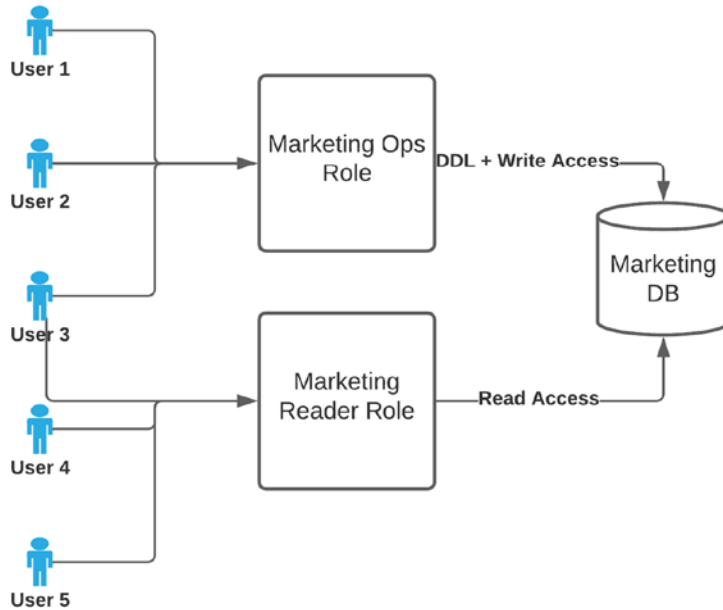 User 1
User 2
User 3
User 4
User 5
Marketing Ops
Role
DDL + Write Access
Marketing
Reader Role
Read Access
Marketing
DB